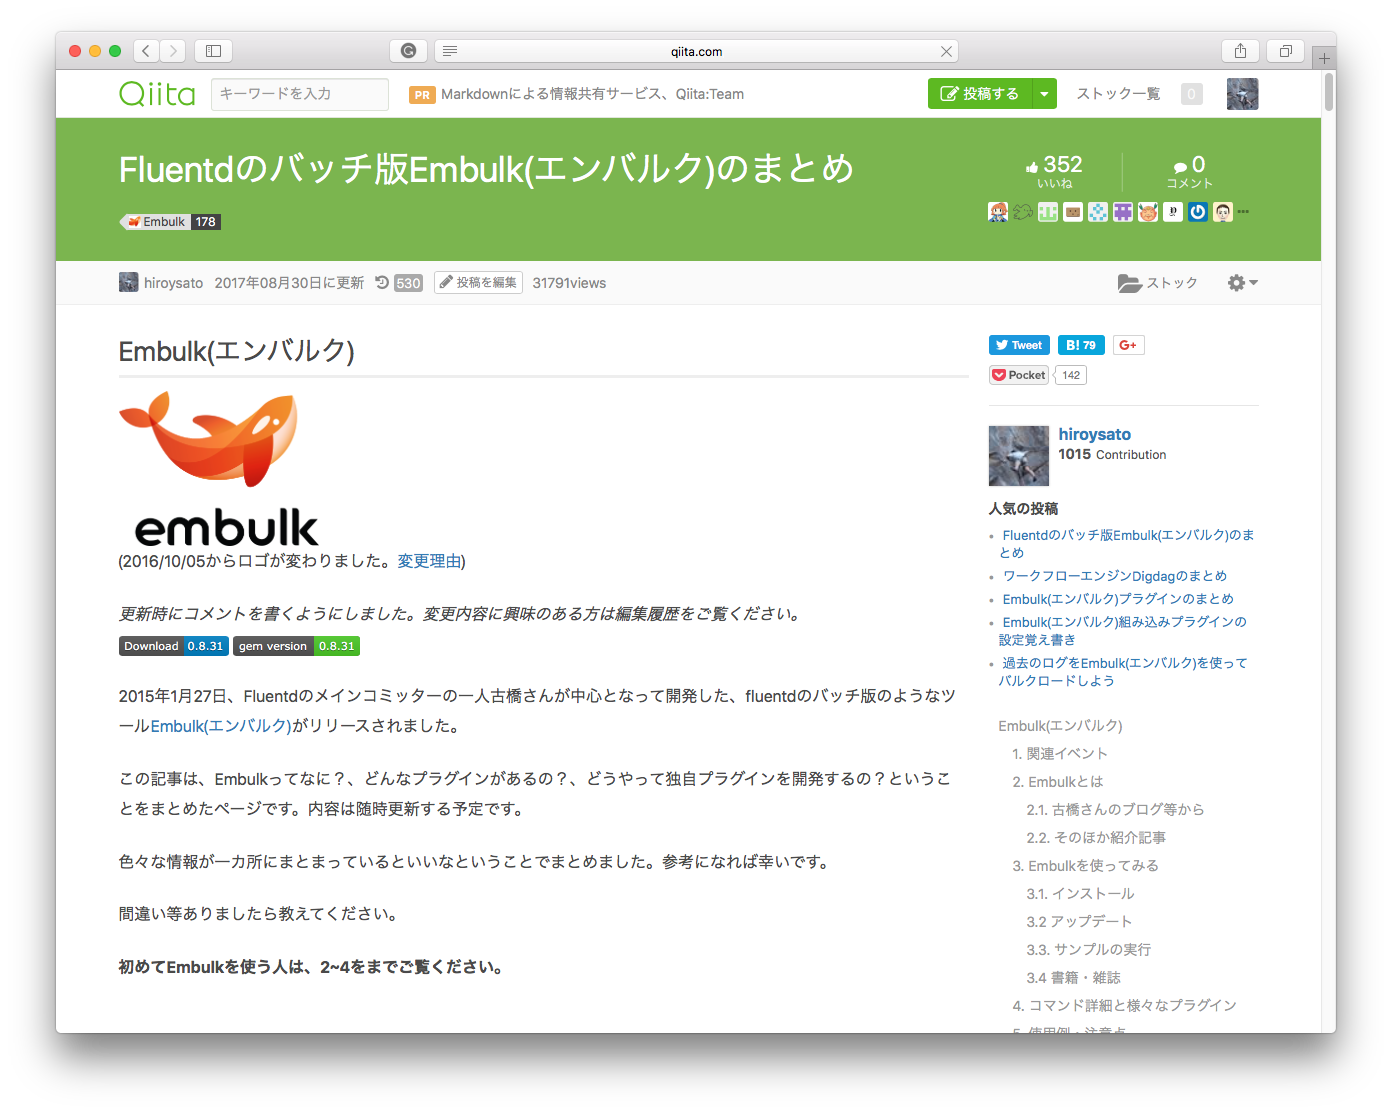 qiita.com
Qiita
キーワードを入力
PR Markdownによる情報共有サービス、Qiita:Team
投稿する
ストック一覧
0
Fluentdのバッチ版Embulk(エンバルク)のまとめ
352
いいね
0
コメント
Embulk 178
hiroysato 2017年08月30日に更新 530 投稿を編集 31791views
ストック
Embulk(エンバルク)
embulk
(2016/10/05からロゴが変わりました。変更理由)
更新時にコメントを書くようにしました。変更内容に興味のある方は編集履歴をご覧ください。
Download 0.8.31 gem version 0.8.31
2015年1月27日、Fluentdのメインコミッターの一人古橋さんが中心となって開発した、fluentdのバッチ版のようなツ
ールEmbulk(エンバルク)がリリースされました。
この記事は、Embulkってなに？、どんなプラグインがあるの？、どうやって独自プラグインを開発するの？というこ
とをまとめたページです。内容は随時更新する予定です。
色々な情報が一カ所にまとまっているといいなということでまとめました。参考になれば幸いです。
間違い等ありましたら教えてください。
初めてEmbulkを使う人は、2~4をまでご覧ください。
Tweet B! 79 G+
Pocket 142
hiroysato
1015 Contribution
人気の投稿
Fluentdのバッチ版Embulk(エンバルク)のま
とめ
ワークフローエンジンDigdagのまとめ
Embulk(エンバルク)プラグインのまとめ
Embulk(エンバルク)組み込みプラグインの
設定覚え書き
過去のログをEmbulk(エンバルク)を使って
バルクロードしよう
Embulk(エンバルク)
1. 関連イベント
2. Embulkとは
2.1. 古橋さんのブログ等から
2.2. そのほか紹介記事
3. Embulkを使ってみる
3.1. インストール
3.2 アップデート
3.3. サンプルの実行
3.4 書籍・雑誌
4. コマンド詳細と様々なプラグイン
5. 使用例・注意点